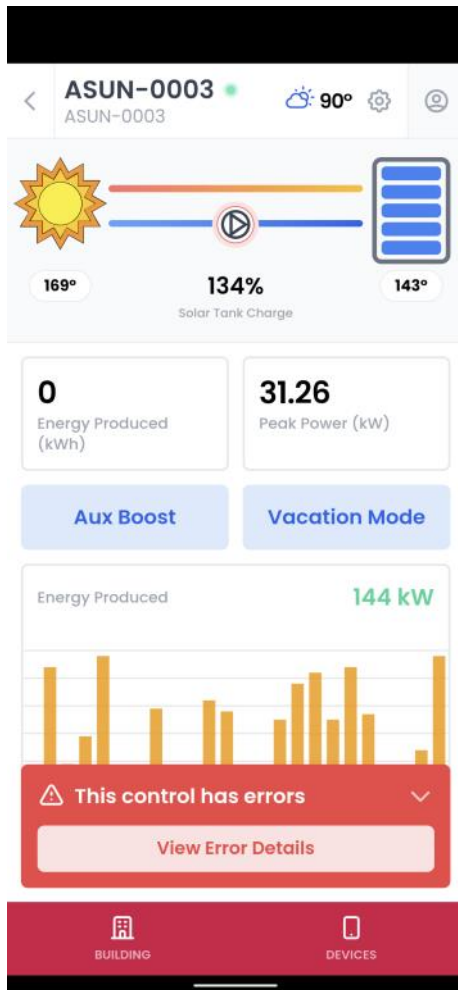 ASUN-0003
90°
ASUN-0003
169°
134%
143°
Solar Tank Charge
0
31.26
Energy Produced
(kWh)
Peak Power (kW)
Aux Boost
Vacation Mode
Energy Produced
144 kW
This control has errors
View Error Details
BUILDING
DEVICES